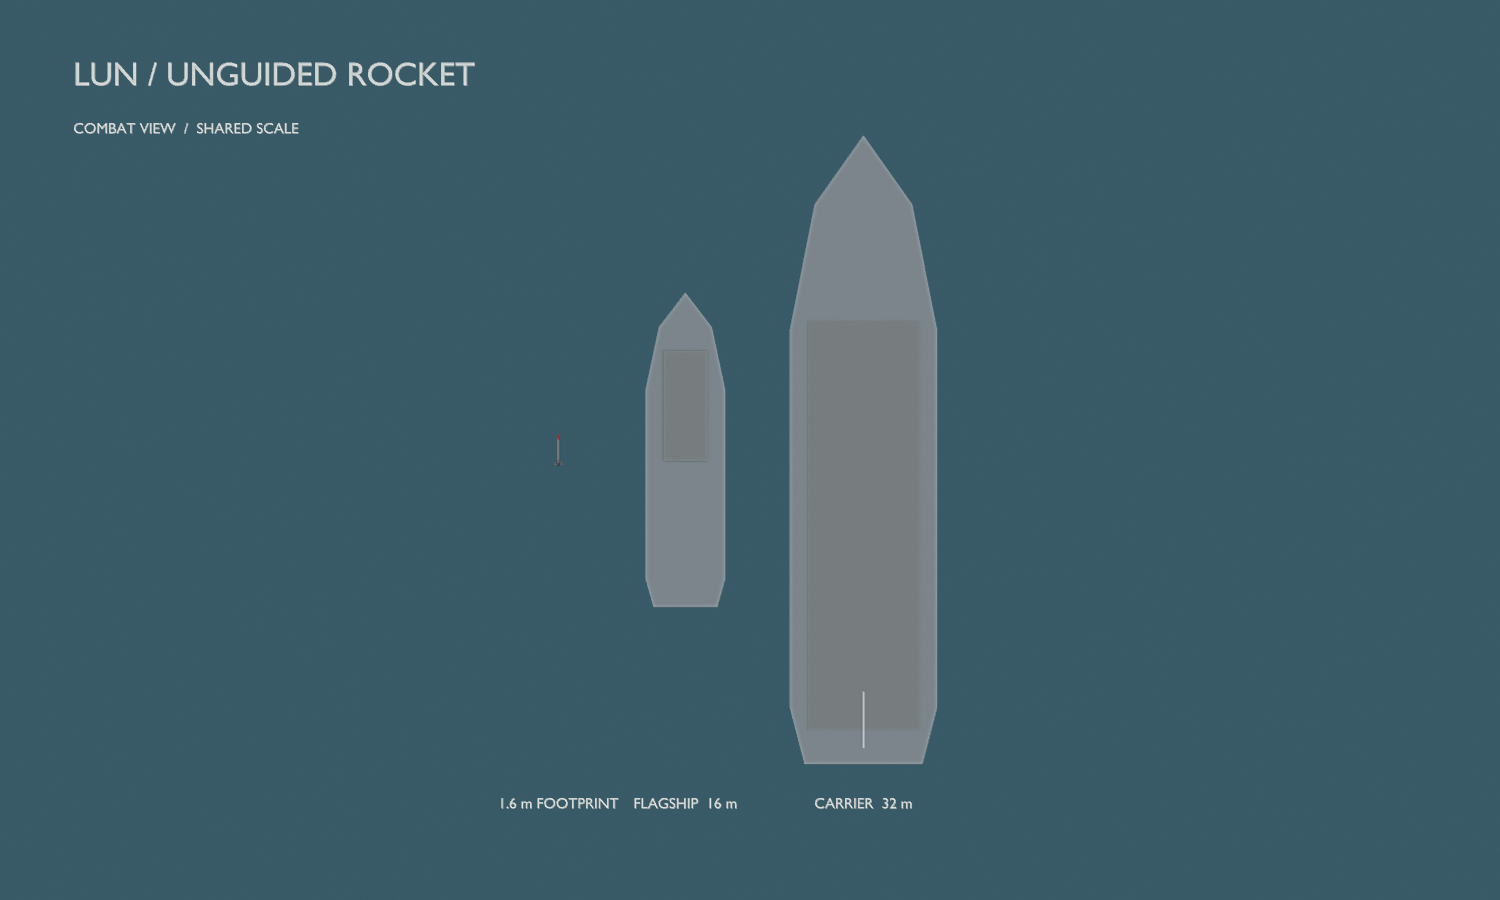 LUN / UNGUIDED ROCKET
COMBAT VIEW / SHARED SCALE
1.6 m FOOTPRINT FLAGSHIP 16 m CARRIER 32 m